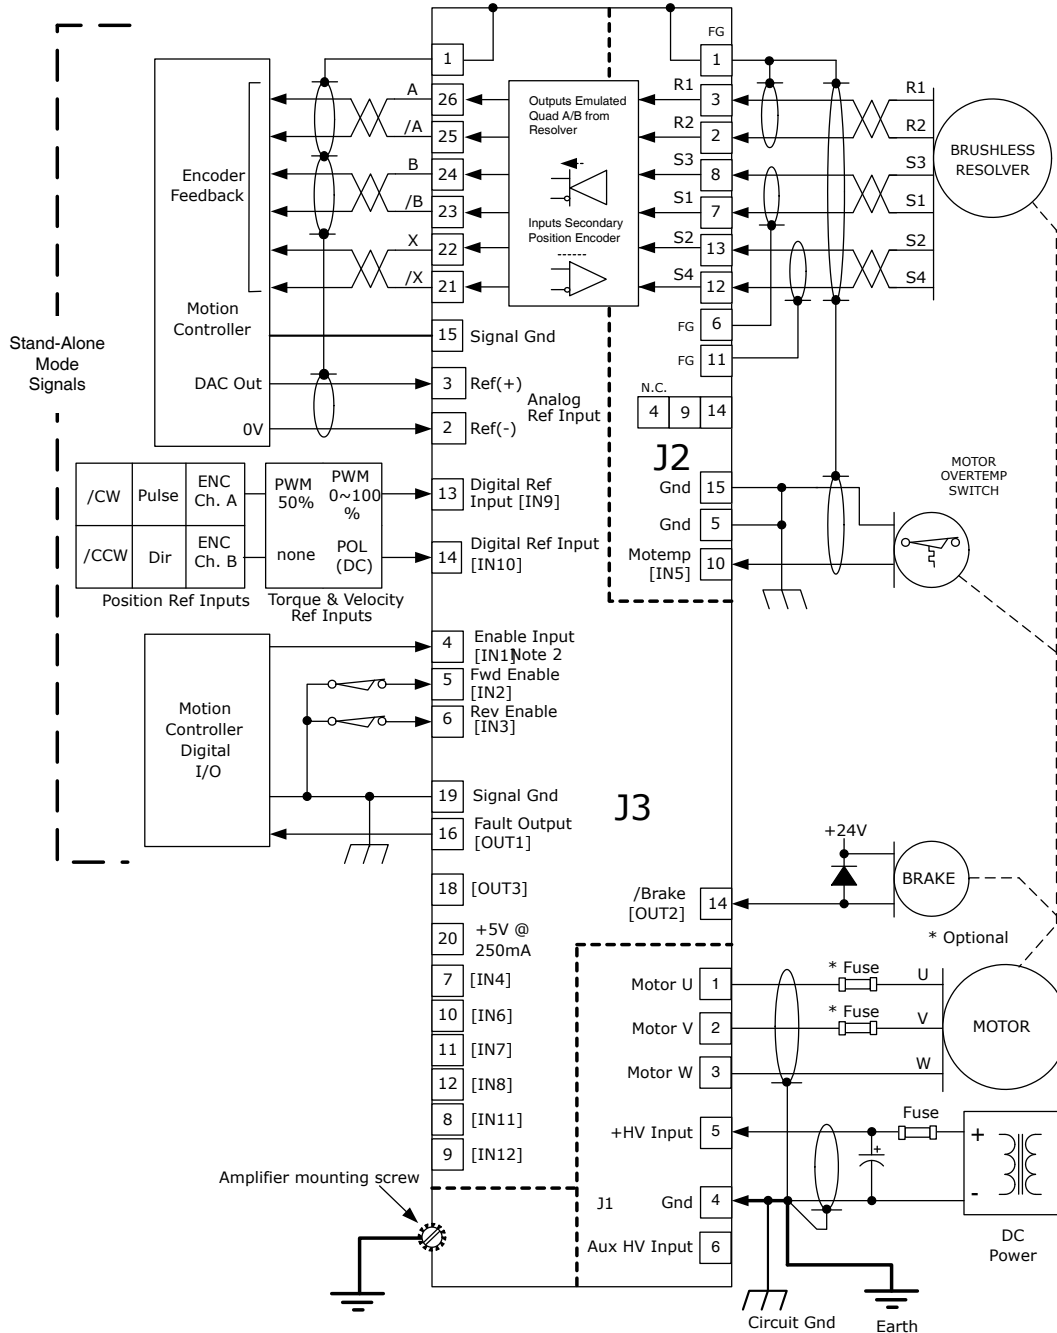 FG
1
1
A
26
Outputs Emulated
Quad A/B from
Resolver
R1
3
R1
/A
25
R2
2
R2
BRUSHLESS
RESOLVER
Encoder
Feedback
B
24
S3
8
S3
/B
23
Inputs Secondary
Position Encoder
S1
7
S1
X
22
S2
13
S2
/X
21
S4
12
S4
Motion
Controller
15
Signal Gnd
FG
6
FG
11
Stand-Alone
Mode
Signals
DAC Out
3
Ref(+)
Analog
Ref Input
0V
2
Ref(-)
N.C.
4 9 14
J2
/CW
Pulse
ENC
Ch. A
PWM
50%
PWM
0~100
%
13
Digital Ref
Input [IN9]
Gnd
15
MOTOR
OVERTEMP
SWITCH
Gnd
5
/CCW
Dir
ENC
Ch. B
none
POL
(DC)
14
Digital Ref Input
[IN10]
Motemp
[IN5]
10
Position Ref Inputs
Torque & Velocity
Ref Inputs
Motion
Controller
Digital
I/O
4
Enable Input
[IN1]Note 2
5
Fwd Enable
[IN2]
6
Rev Enable
[IN3]
19
Signal Gnd
J3
16
Fault Output
[OUT1]
+24V
18
[OUT3]
/Brake
[OUT2]
14
BRAKE
20
+5V @
250mA
* Optional
7
[IN4]
Motor U
1
* Fuse
U
10
[IN6]
Motor V
2
* Fuse
V
MOTOR
11
[IN7]
Motor W
3
W
12
[IN8]
8
[IN11]
+HV Input
5
+
Fuse
+
9
[IN12]
Amplifier mounting screw
J1
Gnd
4
-
Aux HV Input
6
DC
Power
Circuit Gnd
Earth